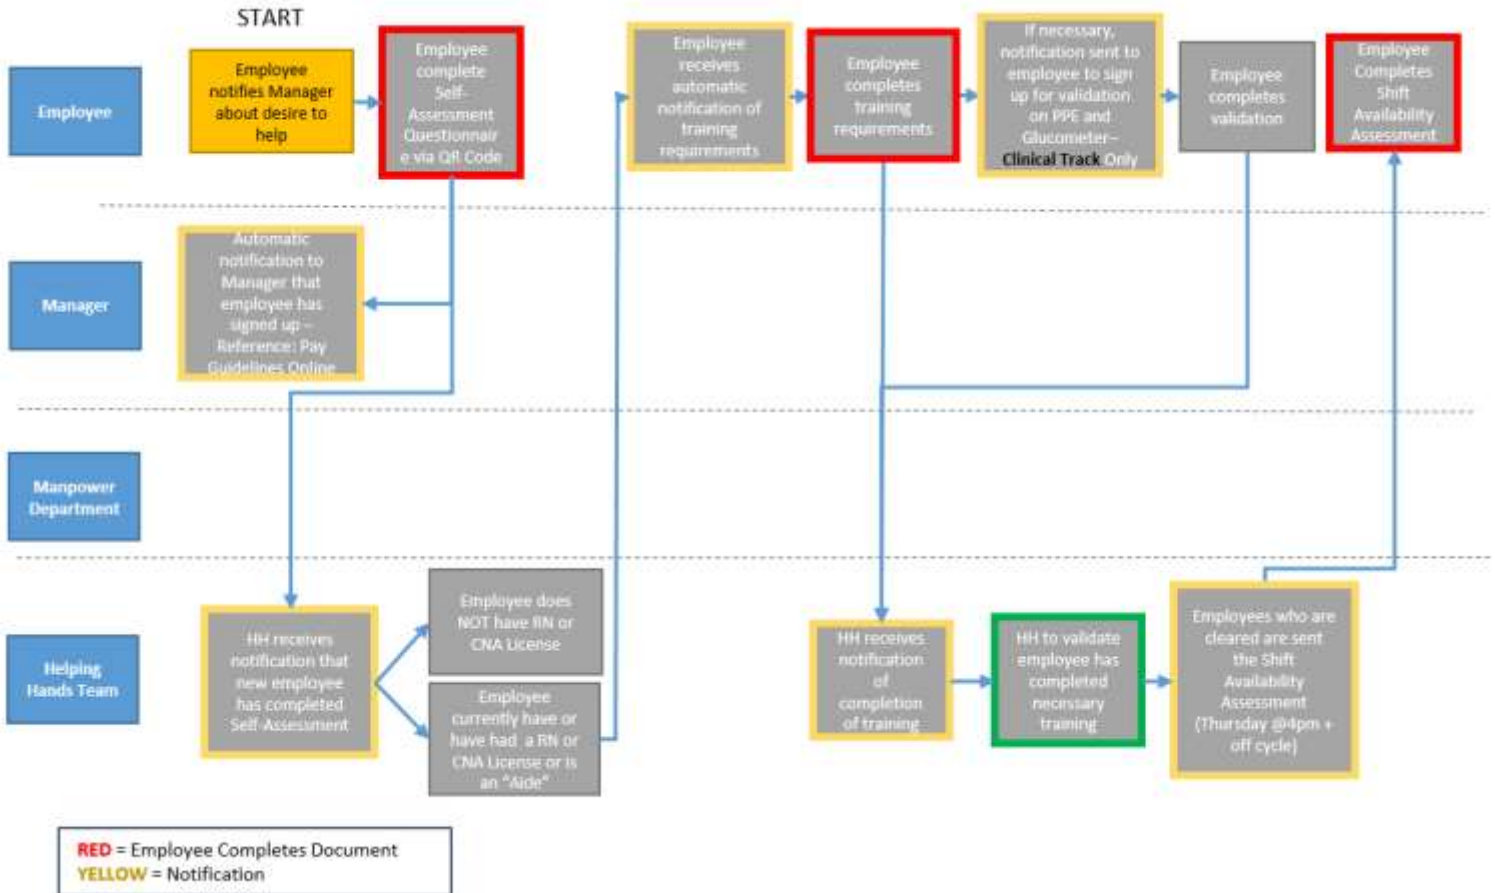 START
Employee
Employee
notifies Manager
about desire to
help
Employee
complete
Self-
Assessment
Questionnair
e via QR Code
Employee
receives
automatic
notification of
training
requirements
Employee
completes
training
requirements
If necessary,
notification sent to
employee to sign
up for validation
on PPE and
Glucometer–
Clinical Track Only
Employee
completes
validation
Employee
Completes
Shift
Availability
Assessment
Manager
Automatic
notification to
Manager that
employee has
signed up –
Reference: Pay
Guidelines Online
Manpower
Department
Helping
Hands Team
HH receives
notification that
new employee
has completed
Self-Assessment
Employee does
NOT have RN or
CNA License
Employee
currently have or
have had a RN or
CNA License or is
an "Aide"
HH receives
notification
of
completion
of training
HH to validate
employee has
completed
necessary
training
Employees who are
cleared are sent
the Shift
Availability
Assessment
(Thursday @4pm +
off cycle)
RED = Employee Completes Document
YELLOW = Notification